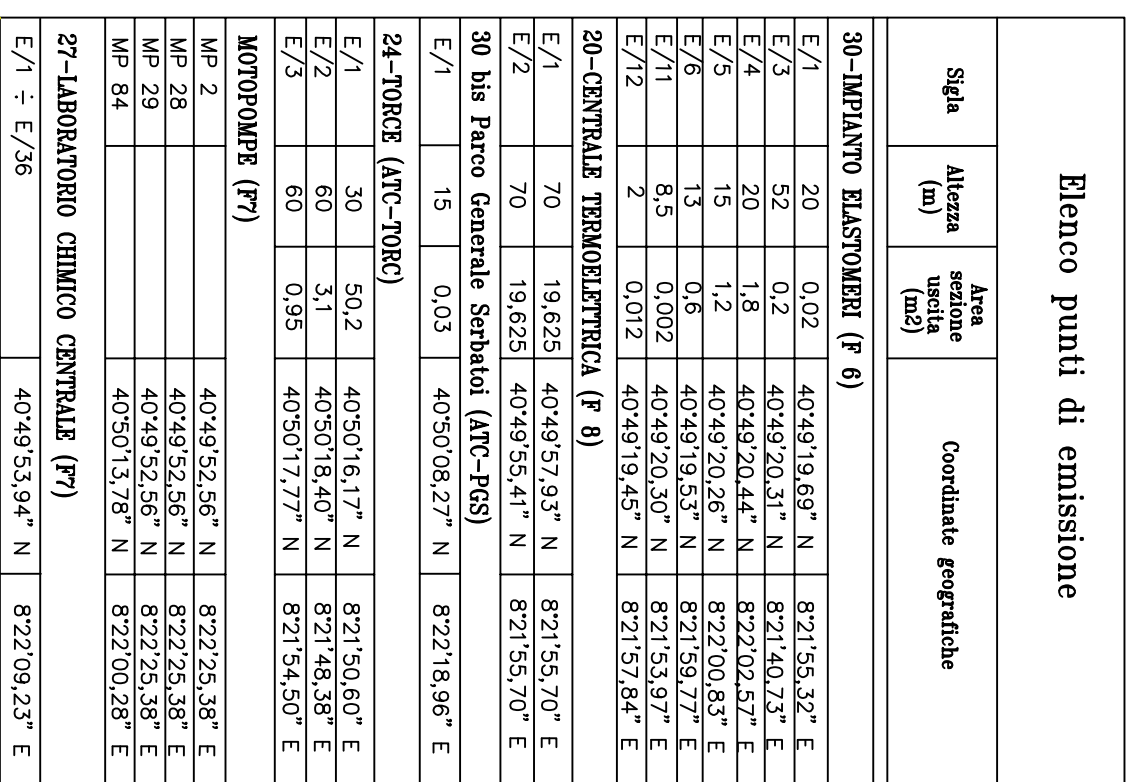 Elenco punti di emissione
Sigla Altezza (m) Area sezione uscita (m2) Coordinate geografiche
30-IMPIANTO ELASTOMERI (F 6)
E/1 20 0,02 40°49'19,69" N 8°21'55,32" E
E/3 52 0,2 40°49'20,31" N 8°21'40,73" E
E/4 20 1,8 40°49'20,44" N 8°22'02,57" E
E/5 15 1,2 40°49'20,26" N 8°22'00,83" E
E/6 13 0,6 40°49'19,53" N 8°21'59,77" E
E/11 8,5 0,002 40°49'20,30" N 8°21'53,97" E
E/12 2 0,012 40°49'19,45" N 8°21'57,84" E
20-CENTRALE TERMOELETTRICA (F 8)
E/1 70 19,625 40°49'57,93" N 8°21'55,70" E
E/2 70 19,625 40°49'55,41" N 8°21'55,70" E
30 bis Parco Generale Serbatoi (ATC-PGS)
E/1 15 0,03 40°50'08,27" N 8°22'18,96" E
24-TORCE (ATC-TORC)
E/1 30 50,2 40°50'16,17" N 8°21'50,60" E
E/2 60 3,1 40°50'18,40" N 8°21'48,38" E
E/3 60 0,95 40°50'17,77" N 8°21'54,50" E
MOTOPOMPE (F7)
MP 2 40°49'52,56" N 8°22'25,38" E
MP 28 40°49'52,56" N 8°22'25,38" E
MP 29 40°49'52,56" N 8°22'25,38" E
MP 84 40°50'13,78" N 8°22'00,28" E
27-LABORATORIO CHIMICO CENTRALE (F7)
E/1 ÷ E/36 40°49'53,94" N 8°22'09,23" E